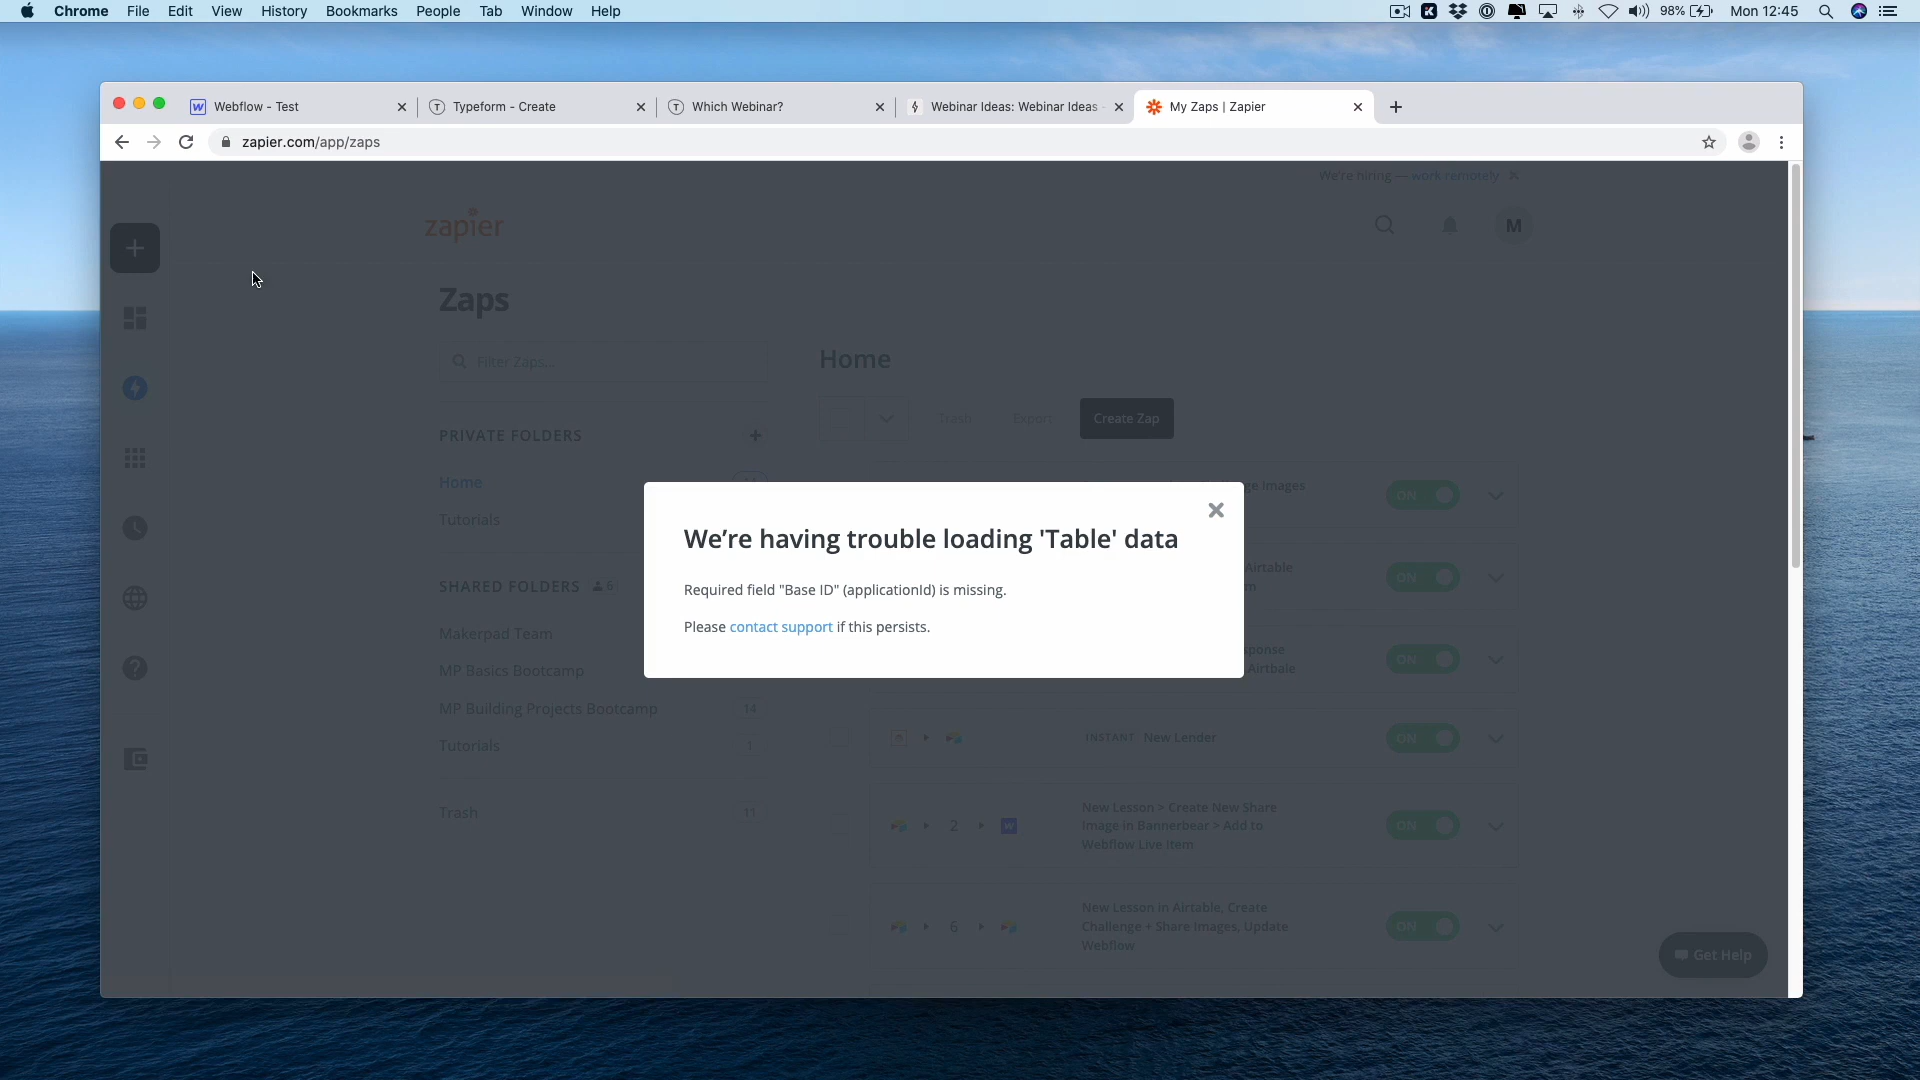 Chrome File Edit View History Bookmarks People Tab Window Help
98% Mon 12:45
Webflow - Test
Typeform - Create
Which Webinar?
Webinar Ideas: Webinar Ideas -
My Zaps | Zapier
zapier.com/app/zaps
We're hiring — work remotely
zapier
M
Zaps
Filter Zaps...
Home
Trash
Export
Create Zap
PRIVATE FOLDERS
Home
Tutorials
SHARED FOLDERS 6
Makerpad Team
MP Basics Bootcamp
MP Building Projects Bootcamp 14
Tutorials 1
Trash 11
We're having trouble loading 'Table' data
Required field "Base ID" (applicationId) is missing.
Please contact support if this persists.
ge Images
ON
Airtable
ON
ponse
Airtbale
ON
INSTANT New Lender
ON
2
New Lesson > Create New Share
Image in Bannerbear > Add to
Webflow Live Item
ON
6
New Lesson in Airtable, Create
Challenge + Share Images, Update
Webflow
ON
Get Help